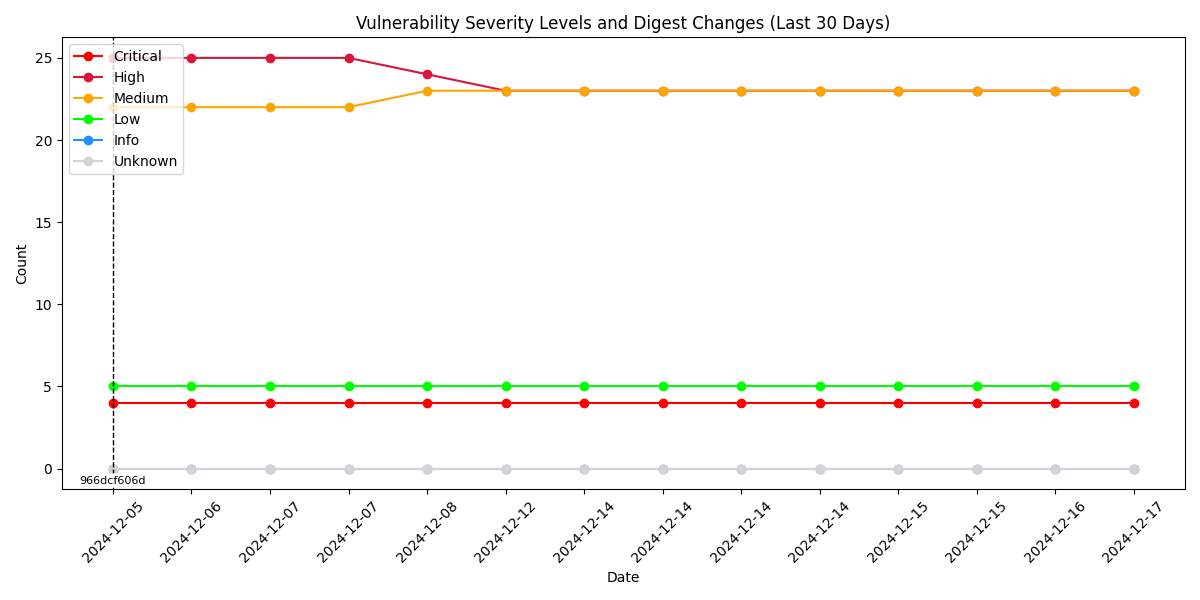 Vulnerability Severity Levels and Digest Changes (Last 30 Days)
Count
25
20
15
10
5
0
Critical
High
Medium
Low
Info
Unknown
966dcf606d
2024-12-05
2024-12-06
2024-12-07
2024-12-07
2024-12-08
2024-12-12
2024-12-14
2024-12-14
2024-12-14
2024-12-14
2024-12-15
2024-12-15
2024-12-16
2024-12-17
Date